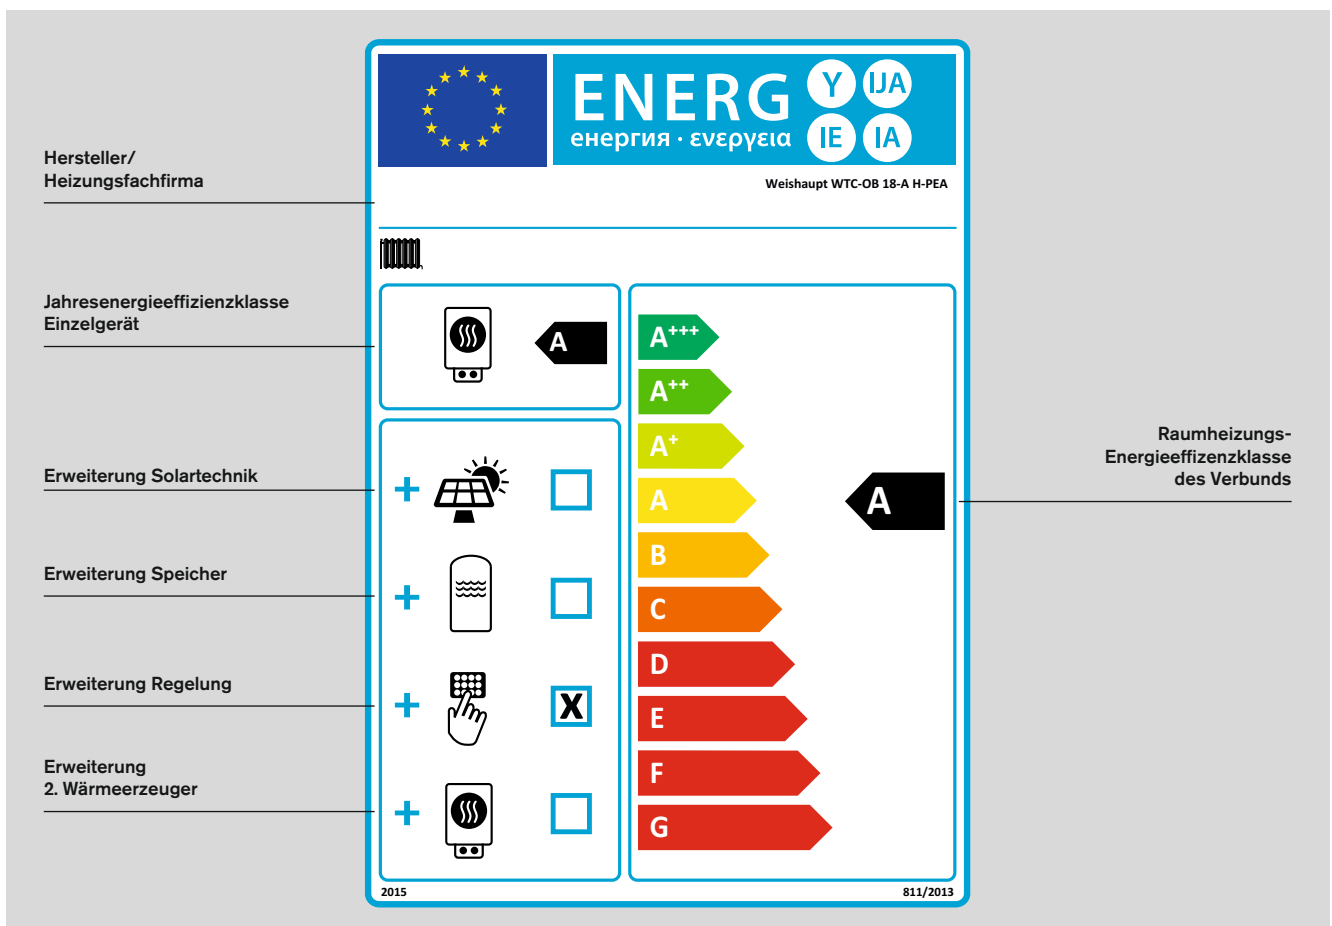 ENERG
Y IJA
IE IA
енергия · ενεργεια
Weishaupt WTC-OB 18-A H-PEA
Hersteller/
Heizungsfachfirma
Jahresenergieeffizienzklasse
Einzelgerät
A
Erweiterung Solartechnik
+
Erweiterung Speicher
+
Erweiterung Regelung
+ X
Erweiterung
2. Wärmeerzeuger
+
A+++
A++
A+
A
B
C
D
E
F
G
A
Raumheizungs-
Energieeffizenzklasse
des Verbunds
2015
811/2013